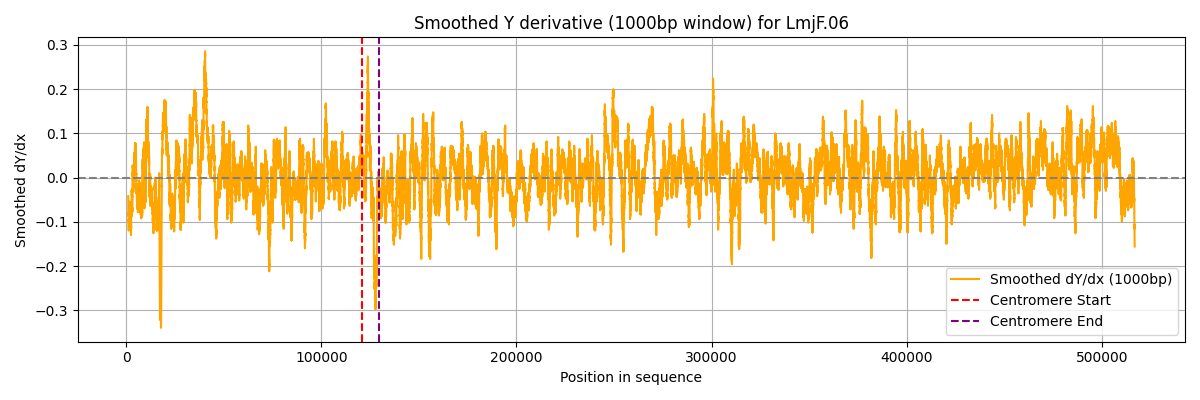 Smoothed Y derivative (1000bp window) for LmjF.06
Smoothed dY/dx
0.3
0.2
0.1
0.0
−0.1
−0.2
−0.3
Smoothed dY/dx (1000bp)
Centromere Start
Centromere End
0 100000 200000 300000 400000 500000
Position in sequence